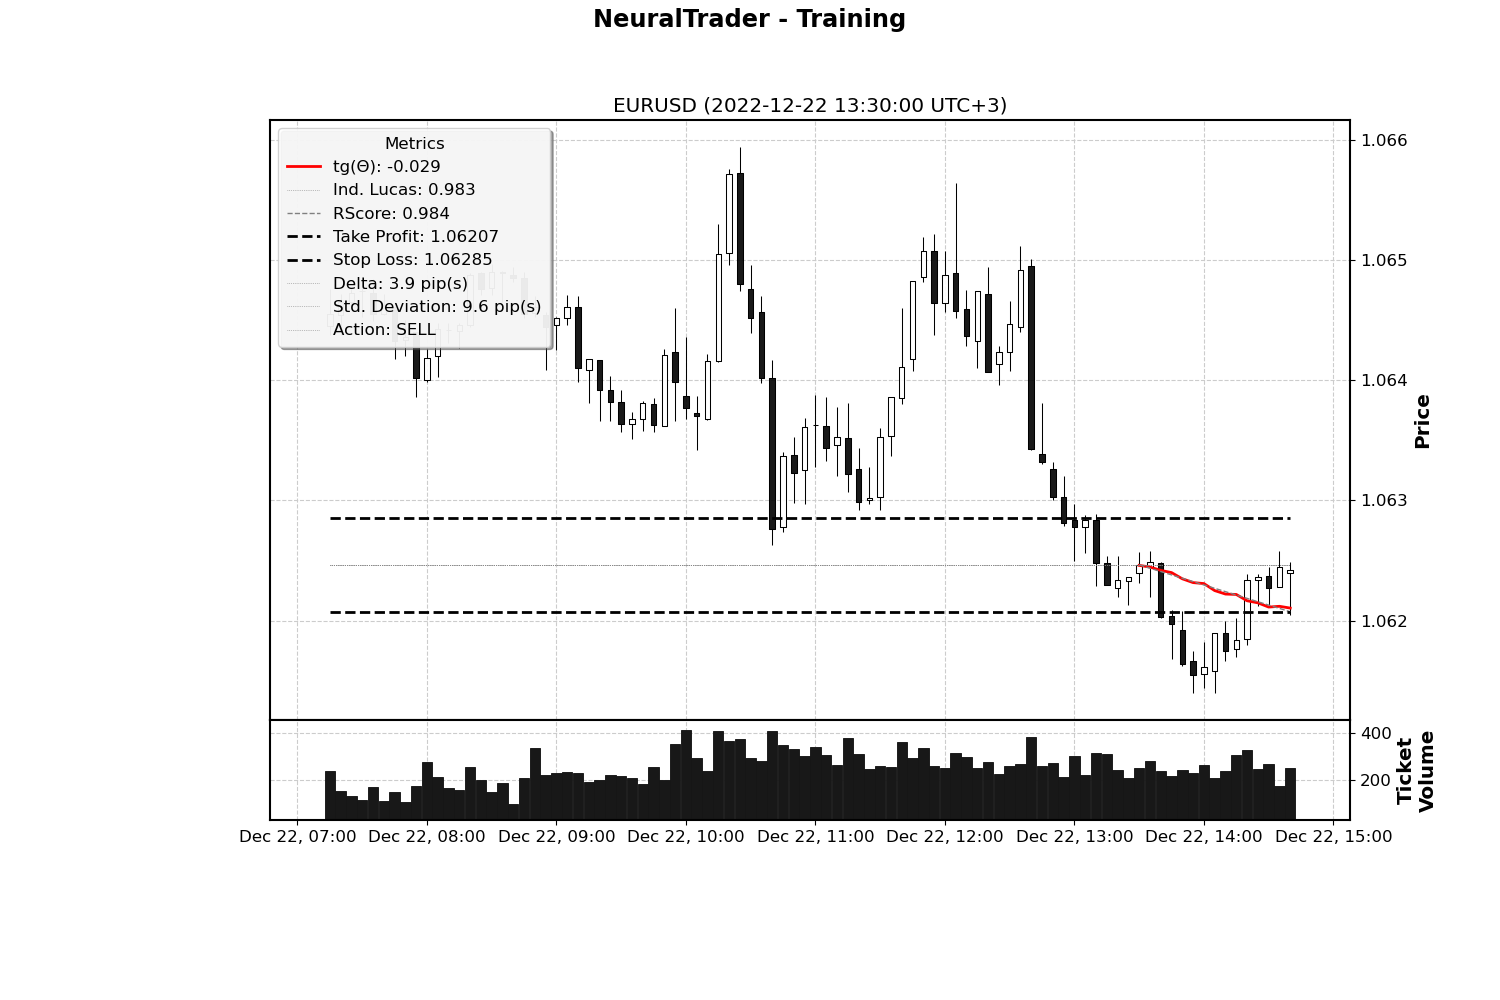 NeuralTrader - Training
EURUSD (2022-12-22 13:30:00 UTC+3)
Metrics
tg(Θ): -0.029
Ind. Lucas: 0.983
RScore: 0.984
Take Profit: 1.06207
Stop Loss: 1.06285
Delta: 3.9 pip(s)
Std. Deviation: 9.6 pip(s)
Action: SELL
1.066
1.065
1.064
1.063
1.062
Price
400
200
Ticket
Volume
Dec 22, 07:00 Dec 22, 08:00 Dec 22, 09:00 Dec 22, 10:00 Dec 22, 11:00 Dec 22, 12:00 Dec 22, 13:00 Dec 22, 14:00 Dec 22, 15:00